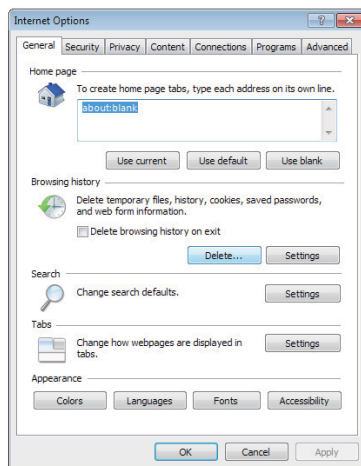 Internet Options
General Security Privacy Content Connections Programs Advanced
Home page
To create home page tabs, type each address on its own line.
about:blank
Use current Use default Use blank
Browsing history
Delete temporary files, history, cookies, saved passwords,
and web form information.
Delete browsing history on exit
Delete... Settings
Search
Change search defaults. Settings
Tabs
Change how webpages are displayed in
tabs. Settings
Appearance
Colors Languages Fonts Accessibility
OK Cancel Apply